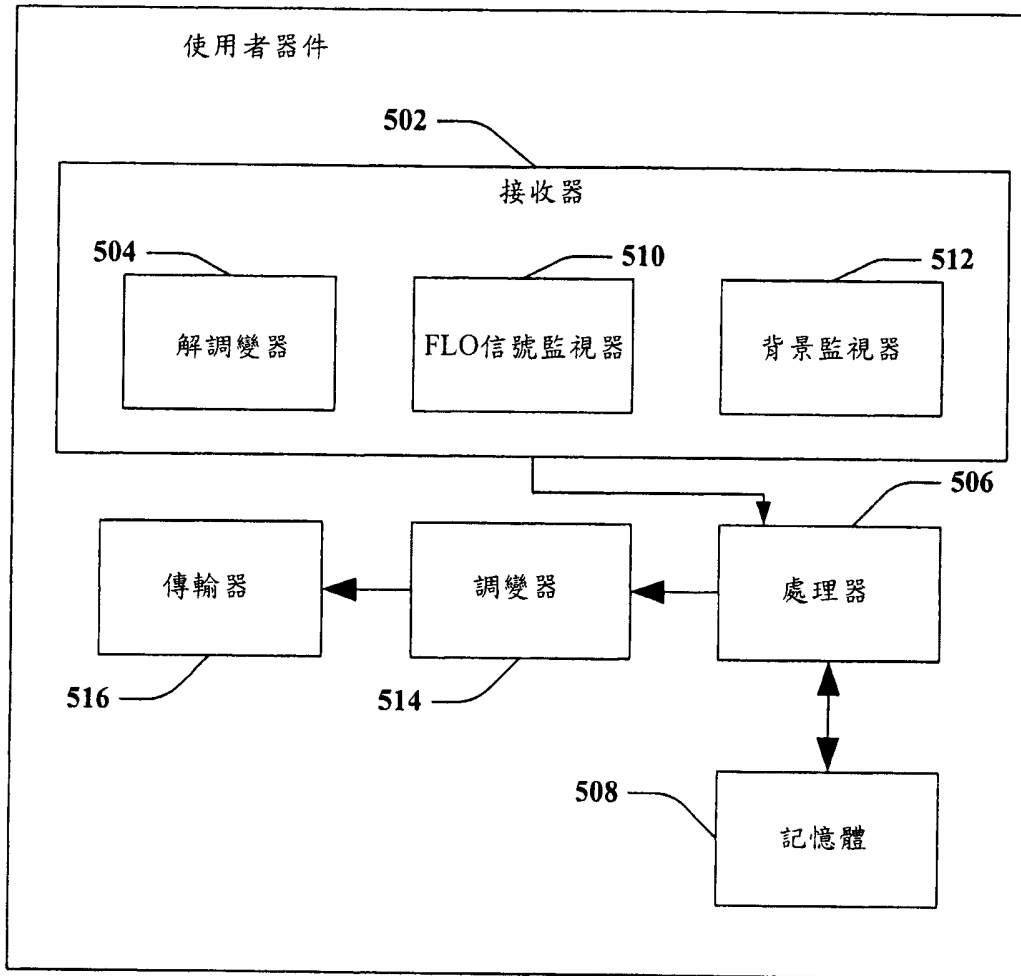 使用者器件
502
接收器
504
510
512
解調變器
FLO信號監視器
背景監視器
506
傳輸器
調變器
處理器
516
514
508
記憶體